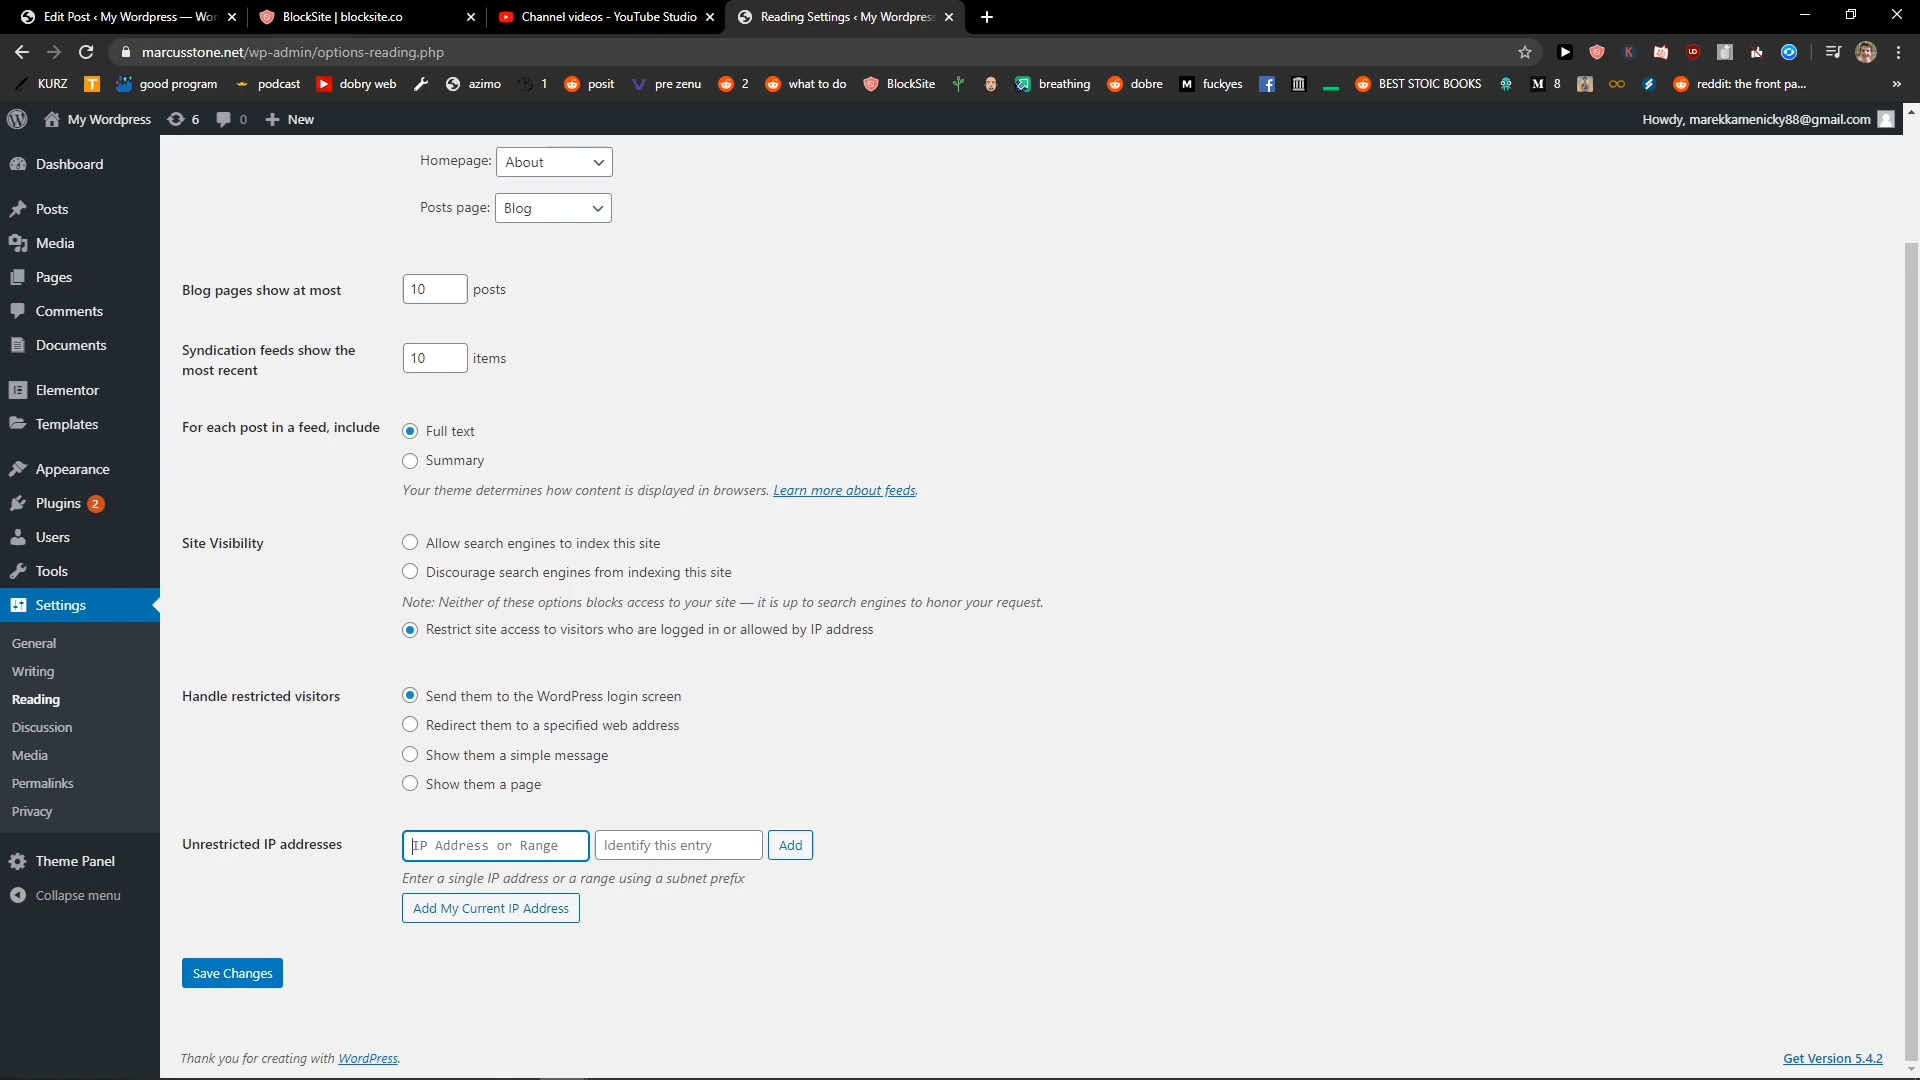 Edit Post ‹ My Wordpress — Wor
BlockSite | blocksite.co
Channel videos - YouTube Studio
Reading Settings ‹ My Wordpress
marcusstone.net/wp-admin/options-reading.php
KURZ
good program
podcast
dobry web
azimo
1
posit
pre zenu
2
what to do
BlockSite
breathing
dobre
fuckyes
BEST STOIC BOOKS
8
reddit: the front pa...
»
My Wordpress
6
0
New
Howdy, marekkamenicky88@gmail.com
Dashboard
Posts
Media
Pages
Comments
Documents
Elementor
Templates
Appearance
Plugins 2
Users
Tools
Settings
General
Writing
Reading
Discussion
Media
Permalinks
Privacy
Theme Panel
Collapse menu
Homepage: About
Posts page: Blog
Blog pages show at most 10 posts
Syndication feeds show the
most recent
10 items
For each post in a feed, include
Full text
Summary
Your theme determines how content is displayed in browsers. Learn more about feeds.
Site Visibility
Allow search engines to index this site
Discourage search engines from indexing this site
Note: Neither of these options blocks access to your site — it is up to search engines to honor your request.
Restrict site access to visitors who are logged in or allowed by IP address
Handle restricted visitors
Send them to the WordPress login screen
Redirect them to a specified web address
Show them a simple message
Show them a page
Unrestricted IP addresses
IP Address or Range
Identify this entry
Add
Enter a single IP address or a range using a subnet prefix
Add My Current IP Address
Save Changes
Thank you for creating with WordPress.
Get Version 5.4.2